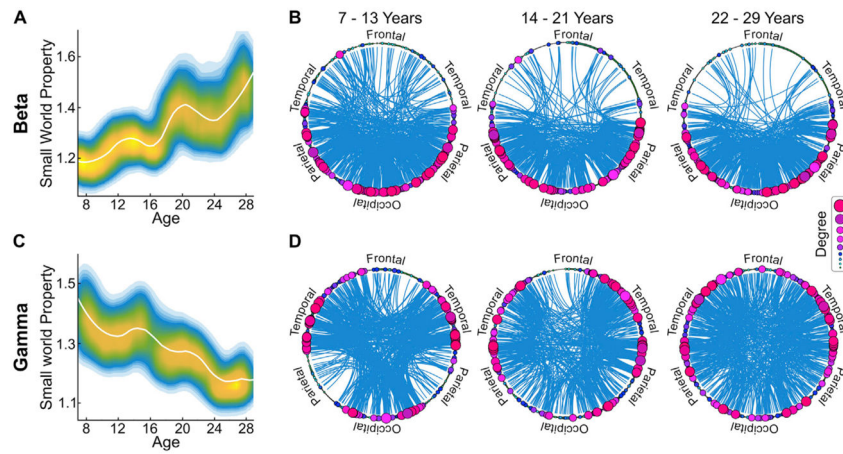 A
Beta
Small World Property
1.6
1.4
1.2
8 12 16 20 24 28
Age
B
7 - 13 Years
14 - 21 Years
22 - 29 Years
Frontal
Temporal
Temporal
Parietal
Parietal
Occipital
Frontal
Temporal
Temporal
Parietal
Parietal
Occipital
Frontal
Temporal
Temporal
Parietal
Parietal
Occipital
Degree
C
Gamma
Small world Property
1.5
1.3
1.1
8 12 16 20 24 28
Age
D
Frontal
Temporal
Temporal
Parietal
Parietal
Occipital
Frontal
Temporal
Temporal
Parietal
Parietal
Occipital
Frontal
Temporal
Temporal
Parietal
Parietal
Occipital